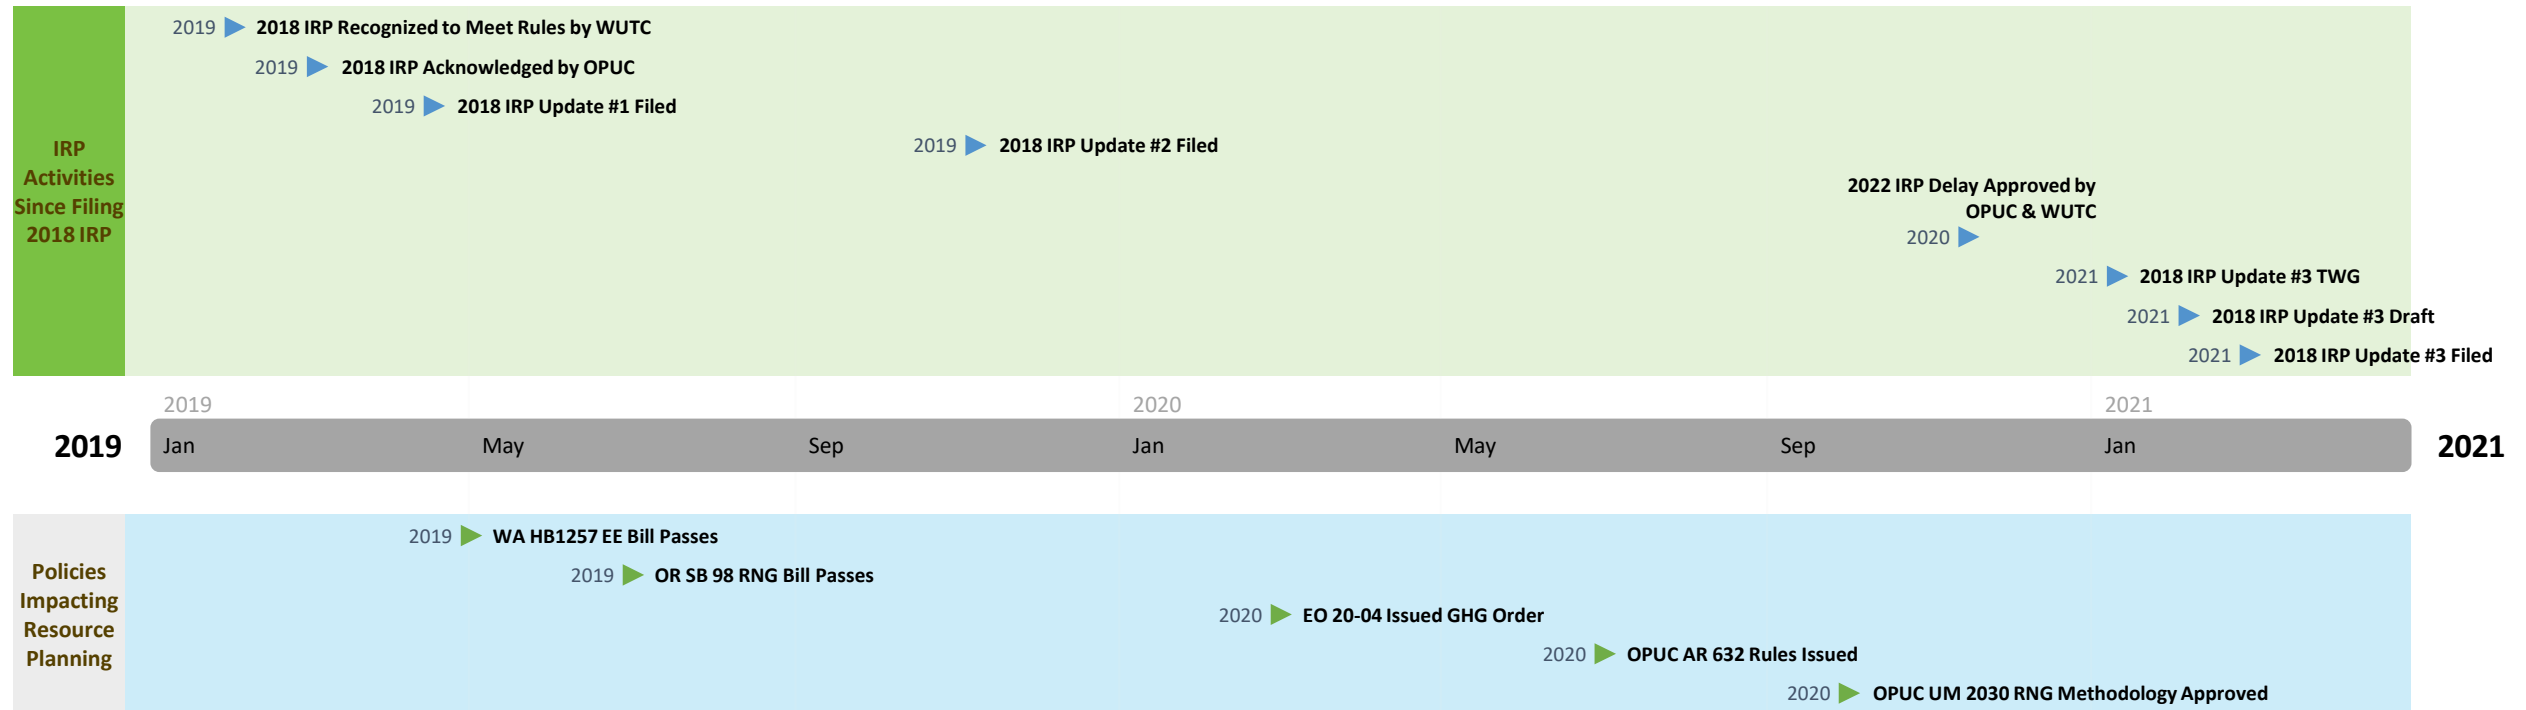 IRP
Activities
Since Filing
2018 IRP
2019 2018 IRP Recognized to Meet Rules by WUTC
2019 2018 IRP Acknowledged by OPUC
2019 2018 IRP Update #1 Filed
2019 2018 IRP Update #2 Filed
2022 IRP Delay Approved by
OPUC & WUTC
2020
2021 2018 IRP Update #3 TWG
2021 2018 IRP Update #3 Draft
2021 2018 IRP Update #3 Filed
2019 2020 2021
2019 Jan May Sep Jan May Sep Jan 2021
Policies
Impacting
Resource
Planning
2019 WA HB1257 EE Bill Passes
2019 OR SB 98 RNG Bill Passes
2020 EO 20-04 Issued GHG Order
2020 OPUC AR 632 Rules Issued
2020 OPUC UM 2030 RNG Methodology Approved